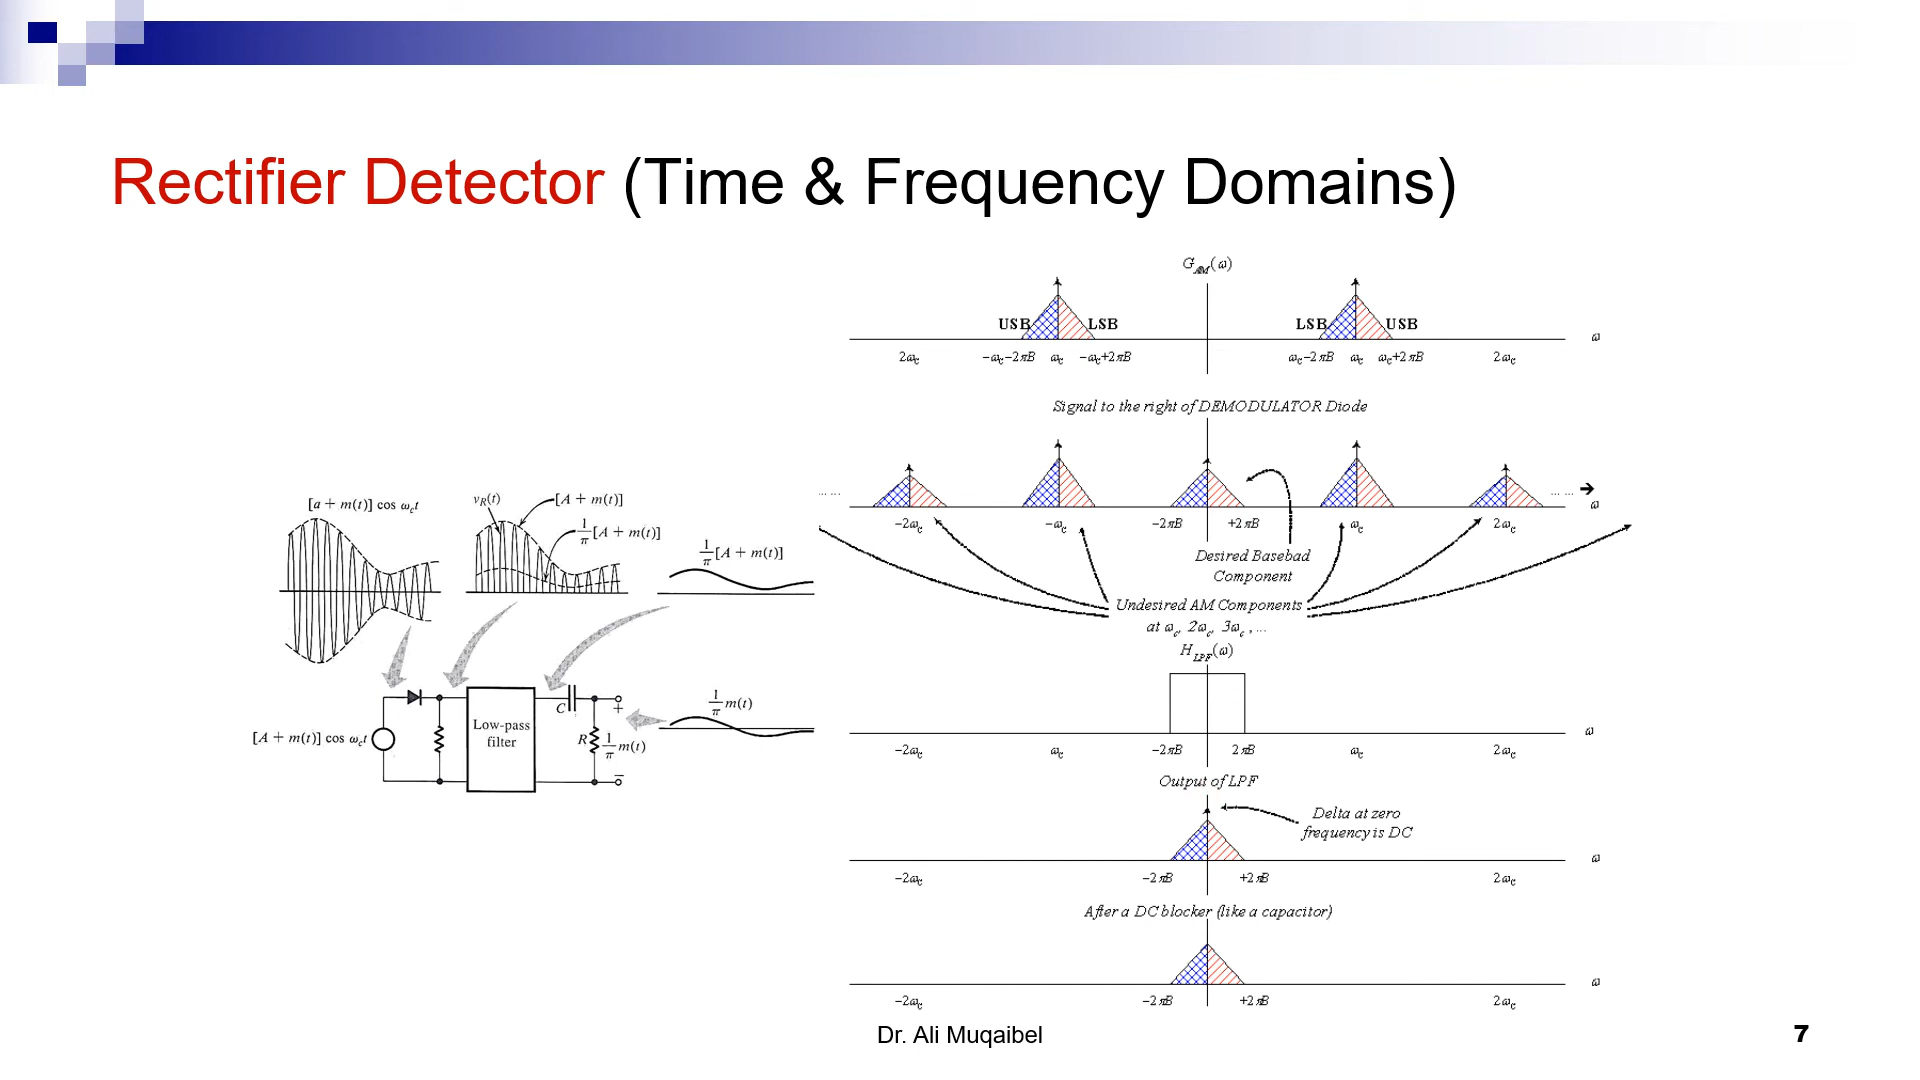 Rectifier Detector (Time & Frequency Domains)
[a + m(t)] cos ω_c t
v_R(t)
[A + m(t)]
1/π [A + m(t)]
1/π [A + m(t)]
[A + m(t)] cos ω_c t
Low-pass
filter
C
+
R
1/π m(t)
−
1/π m(t)
G_AM(ω)
USB LSB LSB USB
ω
2ω_c −ω_c−2πB ω_c −ω_c+2πB ω_c−2πB ω_c ω_c+2πB 2ω_c
Signal to the right of DEMODULATOR Diode
... ... ... ... ➔
ω
−2ω_c −ω_c −2πB +2πB ω_c 2ω_c
Desired Basebad
Component
Undesired AM Components
at ω_c, 2ω_c, 3ω_c, ...
H_LPF(ω)
ω
−2ω_c ω_c −2πB 2πB ω_c 2ω_c
Output of LPF
Delta at zero
frequency is DC
ω
−2ω_c −2πB +2πB 2ω_c
After a DC blocker (like a capacitor)
ω
−2ω_c −2πB +2πB 2ω_c
Dr. Ali Muqaibel
7